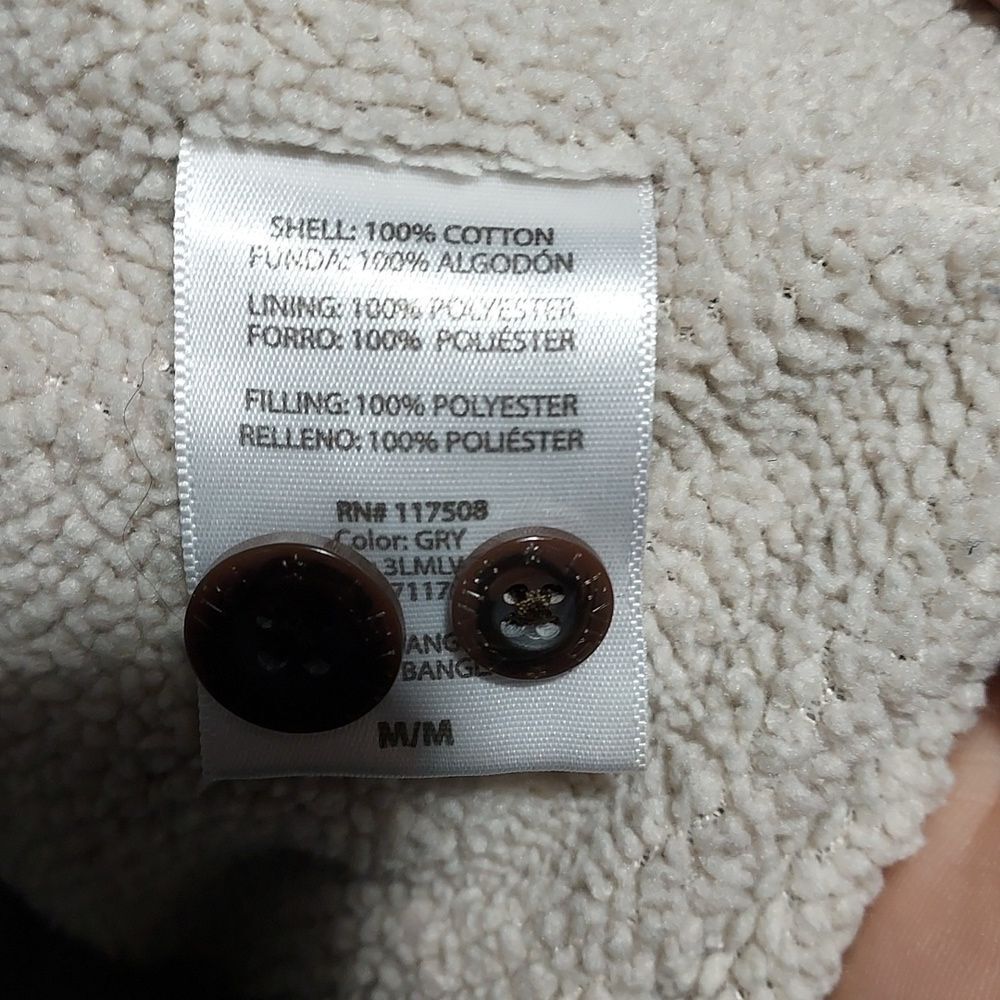 SHELL: 100% COTTON
FUNDA: 100% ALGODÓN
LINING: 100% POLYESTER
FORRO: 100% POLIÉSTER
FILLING: 100% POLYESTER
RELLENO: 100% POLIÉSTER
RN# 117508
Color: GRY
M/M